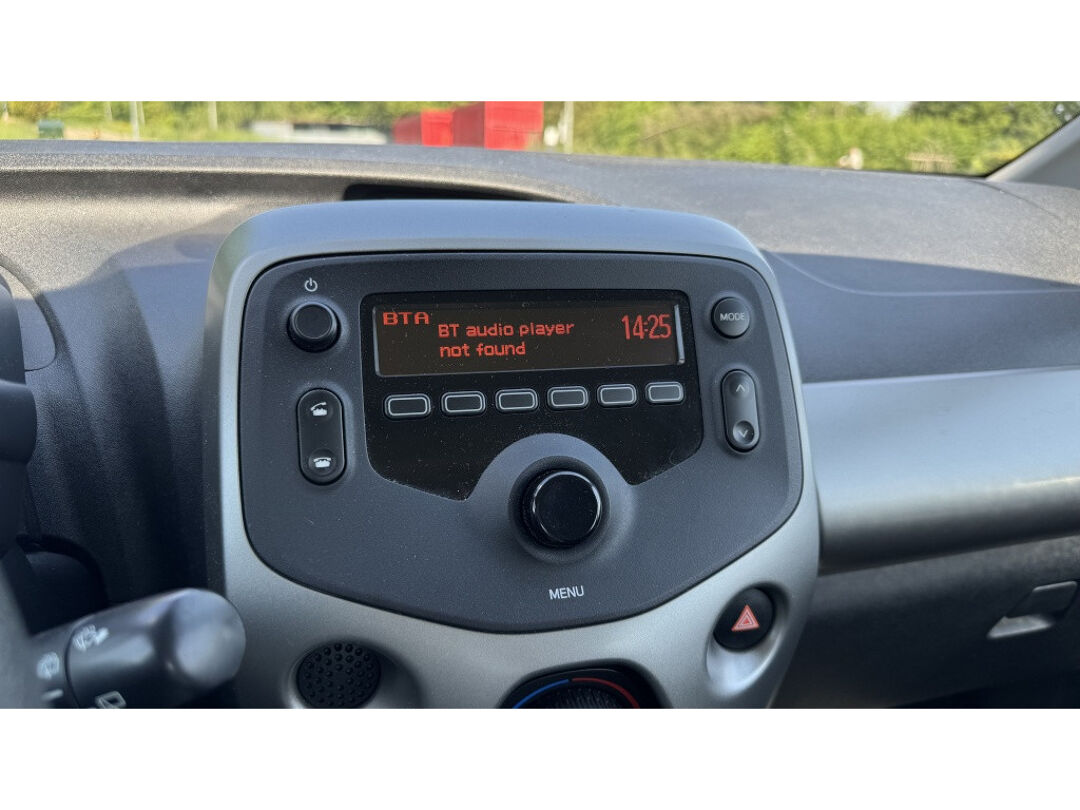 BTA
BT audio player
not found
14:25
MODE
MENU